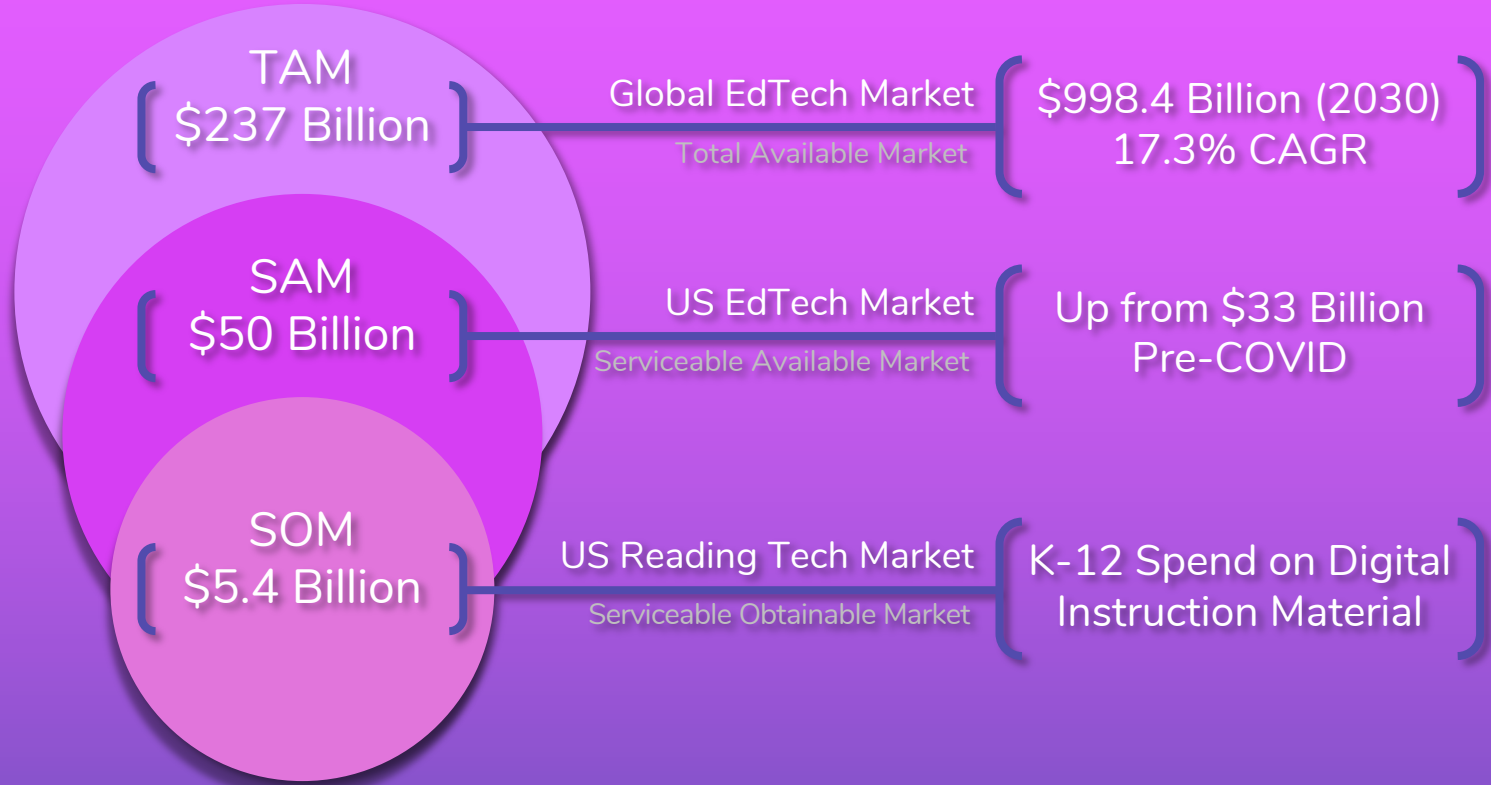 TAM
$237 Billion
Global EdTech Market
Total Available Market
$998.4 Billion (2030)
17.3% CAGR
SAM
$50 Billion
US EdTech Market
Serviceable Available Market
Up from $33 Billion
Pre-COVID
SOM
$5.4 Billion
US Reading Tech Market
Serviceable Obtainable Market
K-12 Spend on Digital
Instruction Material